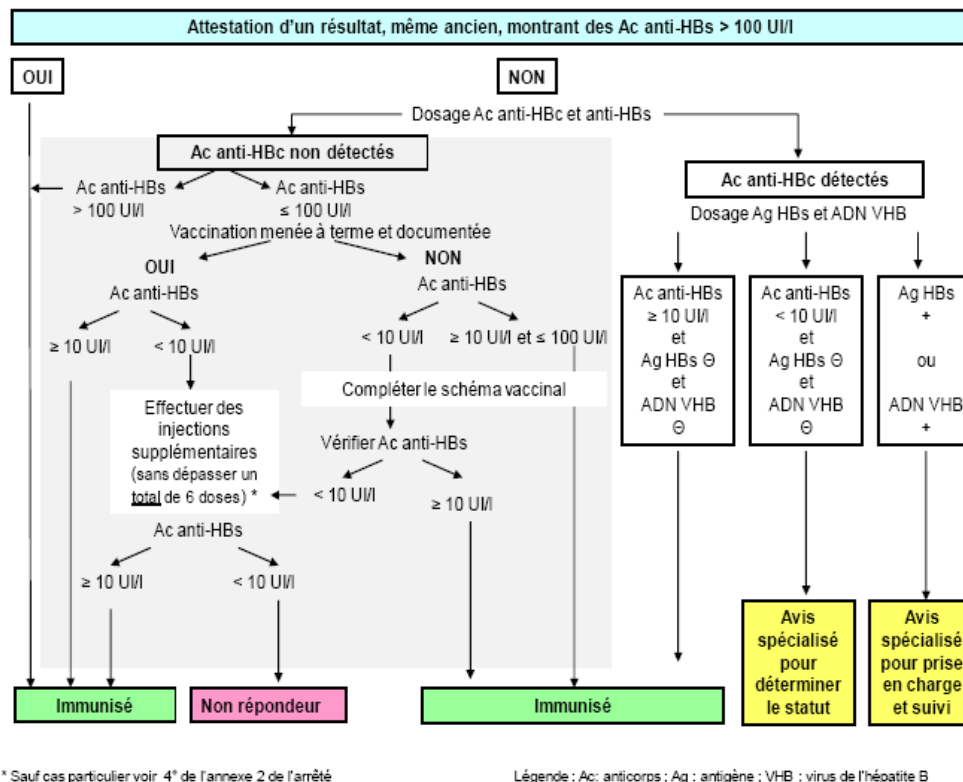 Attestation d'un résultat, même ancien, montrant des Ac anti-HBs > 100 UI/l
OUI
NON
Dosage Ac anti-HBc et anti-HBs
Ac anti-HBc non détectés
Ac anti-HBs
> 100 UI/l
Ac anti-HBs
≤ 100 UI/l
Vaccination menée à terme et documentée
OUI
Ac anti-HBs
≥ 10 UI/l
< 10 UI/l
NON
Ac anti-HBs
< 10 UI/l
≥ 10 UI/l et ≤ 100 UI/l
Effectuer des
injections
supplémentaires
(sans dépasser un
total de 6 doses) *
Compléter le schéma vaccinal
Vérifier Ac anti-HBs
< 10 UI/l
≥ 10 UI/l
Ac anti-HBs
≥ 10 UI/l
< 10 UI/l
Ac anti-HBc détectés
Dosage Ag HBs et ADN VHB
Ac anti-HBs
≥ 10 UI/l
et
Ag HBs Θ
et
ADN VHB
Θ
Ac anti-HBs
< 10 UI/l
et
Ag HBs Θ
et
ADN VHB
Θ
Ag HBs
+
ou
ADN VHB
+
Immunisé
Non répondeur
Immunisé
Avis
spécialisé
pour
déterminer
le statut
Avis
spécialisé
pour prise
en charge
et suivi
* Sauf cas particulier voir 4° de l'annexe 2 de l'arrêté
Légende : Ac: anticorps ; Ag : antigène ; VHB : virus de l'hépatite B